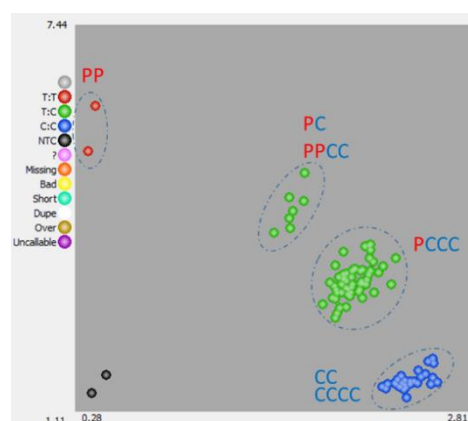 7.44
PP
T:T
T:C
C:C
NTC
?
Missing
Bad
Short
Dupe
Over
Uncallable
PC
PPCC
PCCC
CC
CCCC
1.11
0.28
2.81